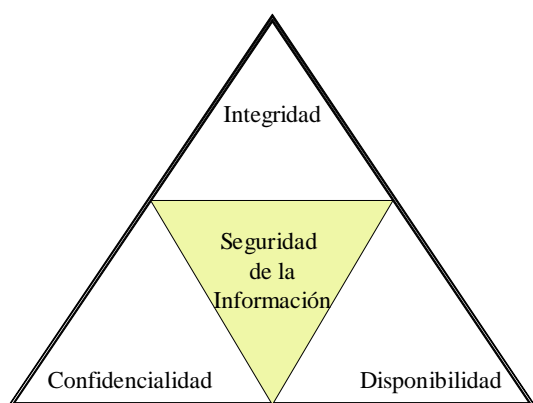 Integridad
Seguridad
de la
Información
Confidencialidad
Disponibilidad